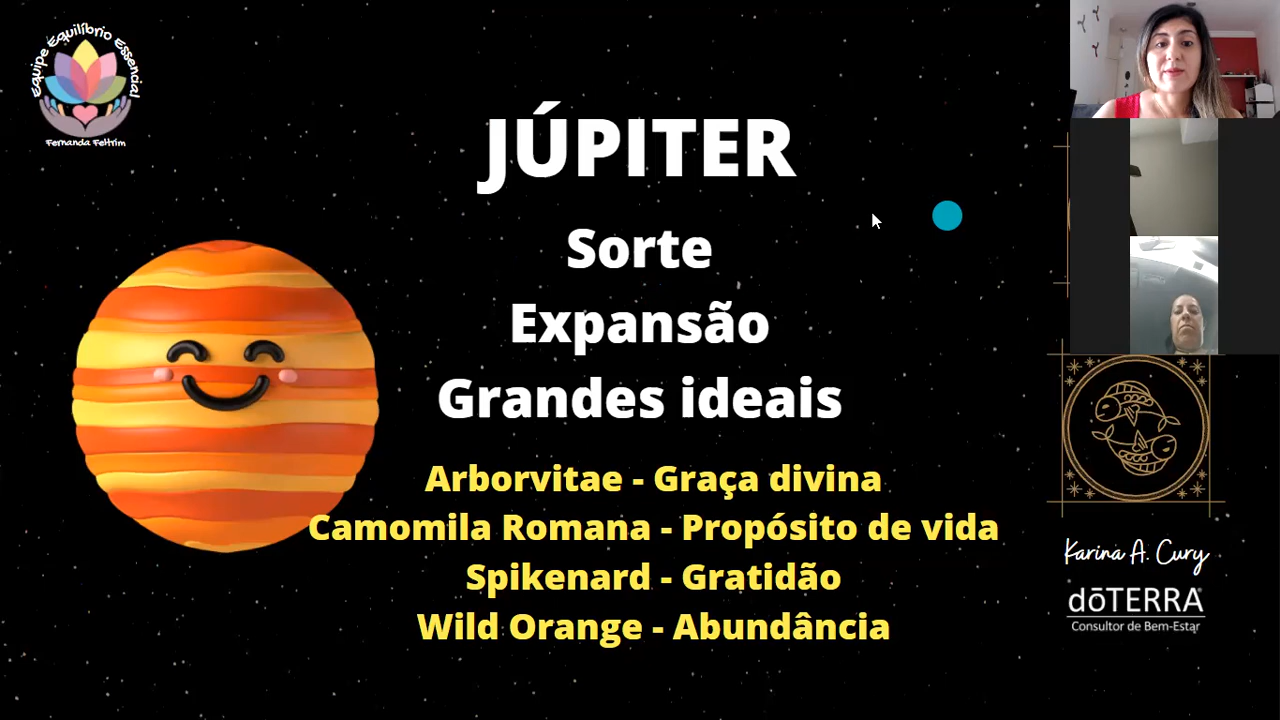 Equipe Equilíbrio Essencial
Fernanda Feltrim
JÚPITER
Sorte
Expansão
Grandes ideais
Arborvitae - Graça divina
Camomila Romana - Propósito de vida
Spikenard - Gratidão
Wild Orange - Abundância
Karina A. Cury
dōTERRA
Consultor de Bem-Estar